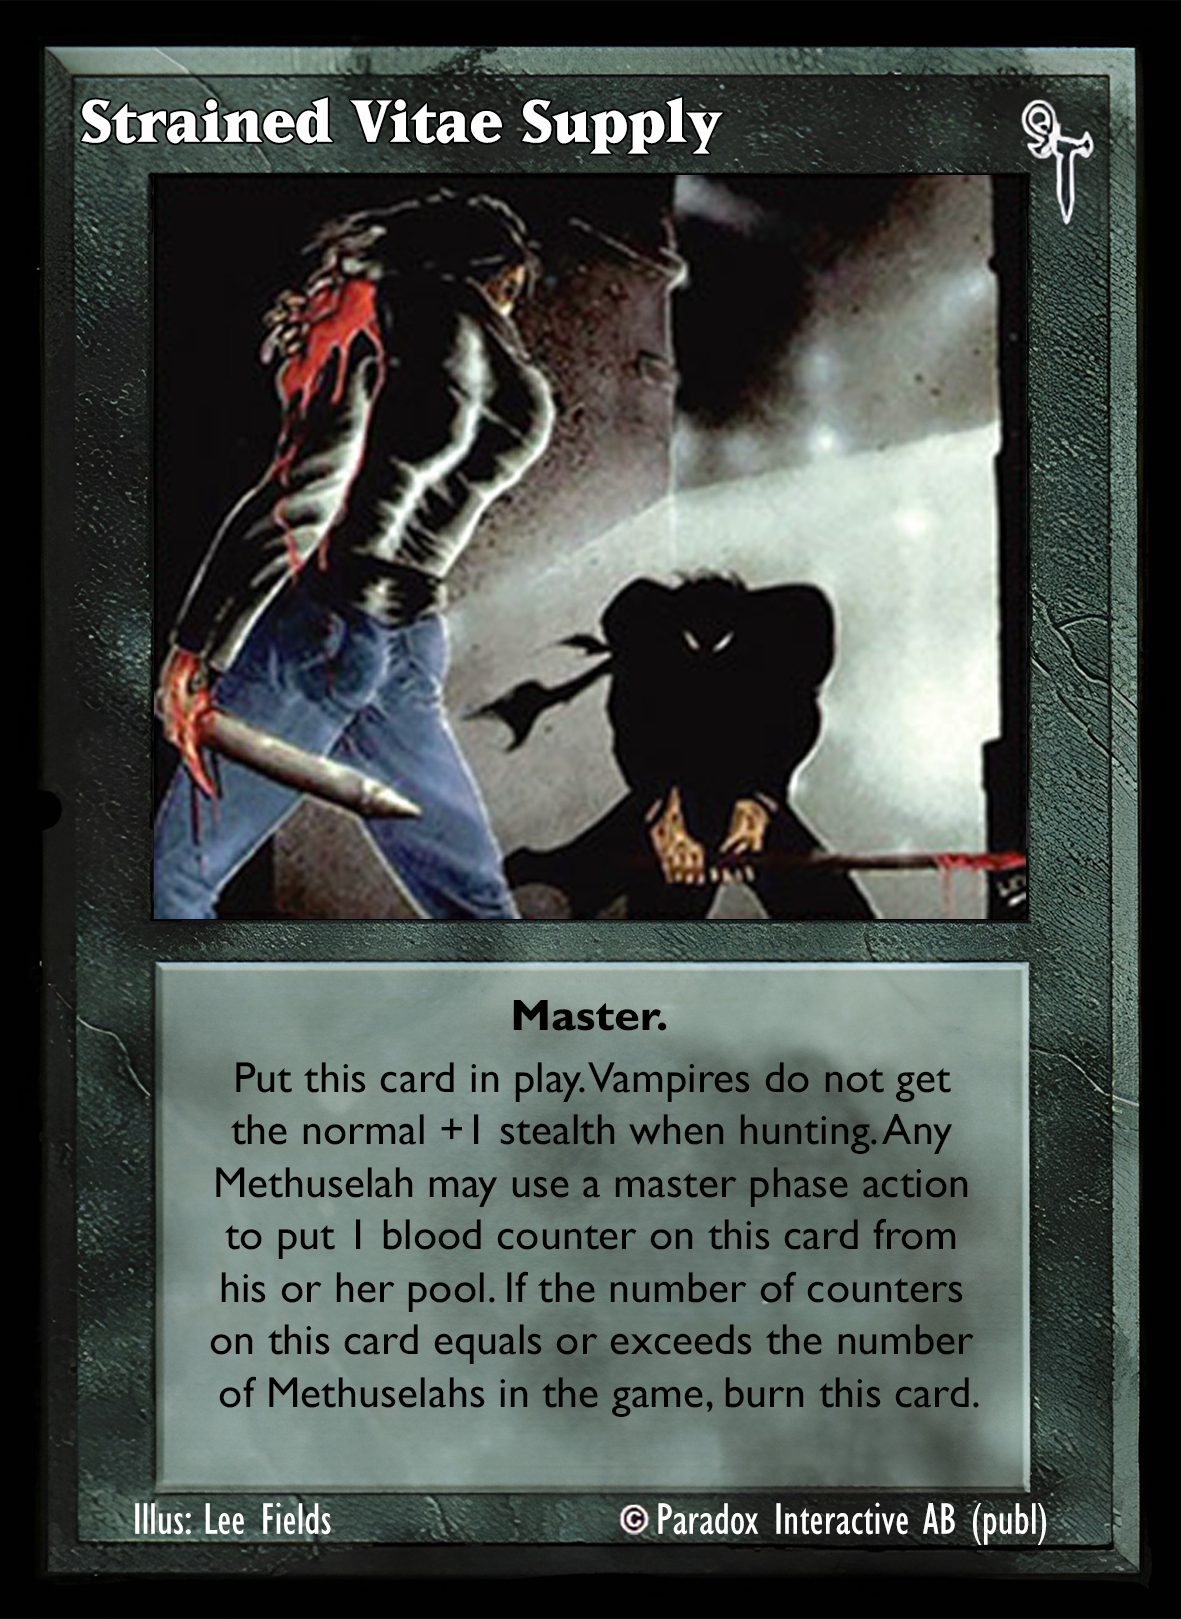 Strained Vitae Supply
Master.
Put this card in play. Vampires do not get
the normal +1 stealth when hunting. Any
Methuselah may use a master phase action
to put 1 blood counter on this card from
his or her pool. If the number of counters
on this card equals or exceeds the number
of Methuselahs in the game, burn this card.
Illus: Lee Fields
© Paradox Interactive AB (publ)